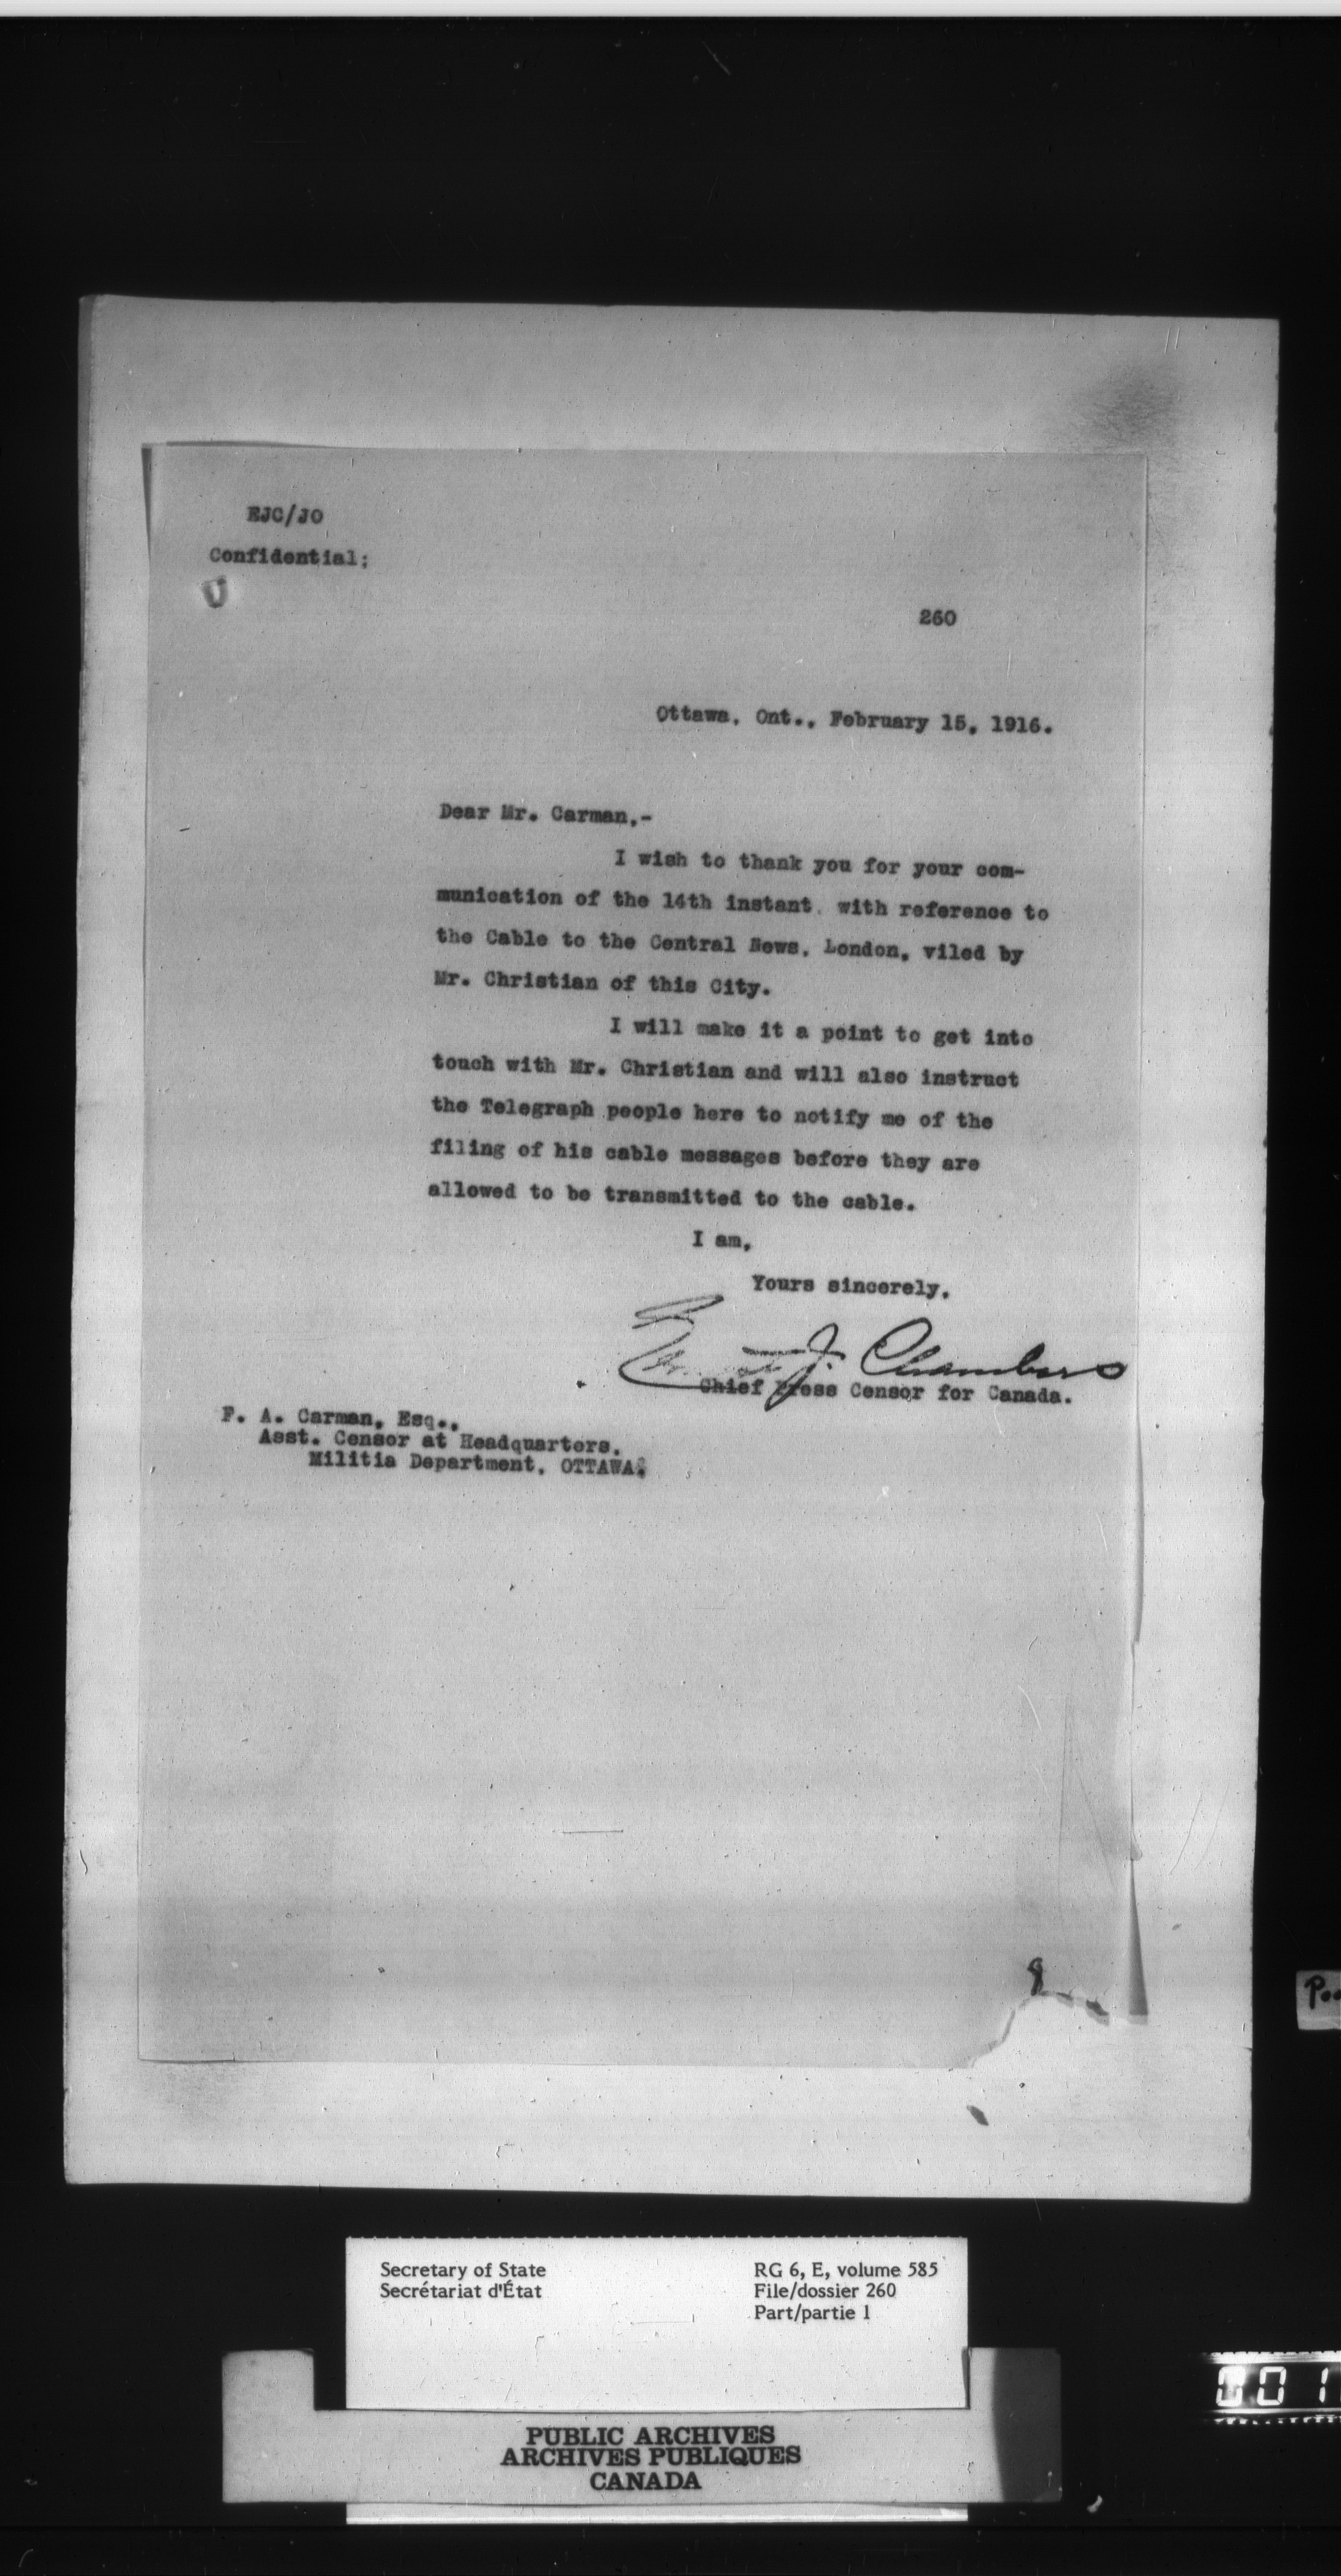 EJC/JO
Confidential;
260
Ottawa, Ont., February 15, 1916.
Dear Mr. Carman,-
I wish to thank you for your com-
munication of the 14th instant, with reference to
the Cable to the Central News, London, viled by
Mr. Christian of this City.
I will make it a point to get into
touch with Mr. Christian and will also instruct
the Telegraph people here to notify me of the
filing of his cable messages before they are
allowed to be transmitted to the cable.
I am,
Yours sincerely,
Ernest J. Chambers
Chief Press Censor for Canada.
F. A. Carman, Esq.,
Asst. Censor at Headquarters,
Militia Department, OTTAWA.
8
Secretary of State
Secrétariat d'État
RG 6, E, volume 585
File/dossier 260
Part/partie 1
PUBLIC ARCHIVES
ARCHIVES PUBLIQUES
CANADA
001